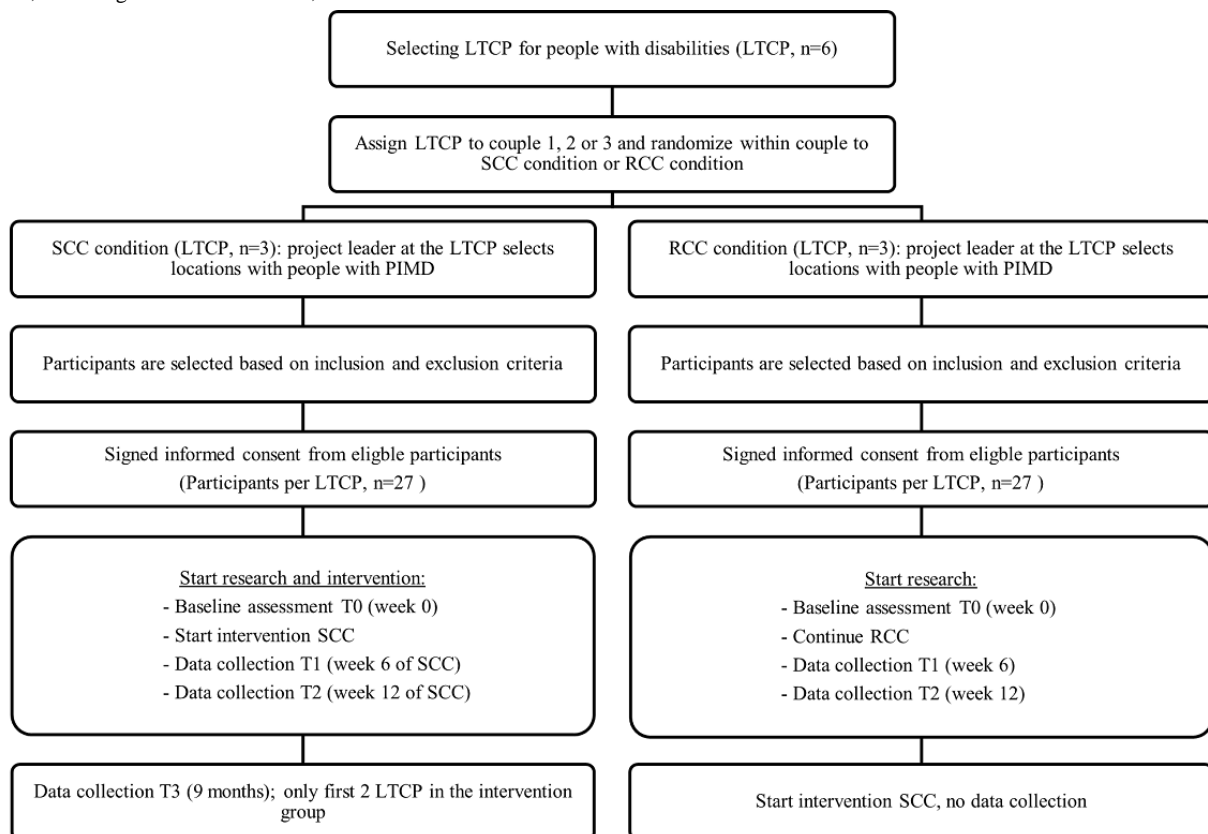 Selecting LTCP for people with disabilities (LTCP, n=6)
Assign LTCP to couple 1, 2 or 3 and randomize within couple to
SCC condition or RCC condition
SCC condition (LTCP, n=3): project leader at the LTCP selects
locations with people with PIMD
RCC condition (LTCP, n=3): project leader at the LTCP selects
locations with people with PIMD
Participants are selected based on inclusion and exclusion criteria
Participants are selected based on inclusion and exclusion criteria
Signed informed consent from eligble participants
(Participants per LTCP, n=27 )
Signed informed consent from eligible participants
(Participants per LTCP, n=27 )
Start research and intervention:
- Baseline assessment T0 (week 0)
- Start intervention SCC
- Data collection T1 (week 6 of SCC)
- Data collection T2 (week 12 of SCC)
Start research:
- Baseline assessment T0 (week 0)
- Continue RCC
- Data collection T1 (week 6)
- Data collection T2 (week 12)
Data collection T3 (9 months); only first 2 LTCP in the intervention
group
Start intervention SCC, no data collection